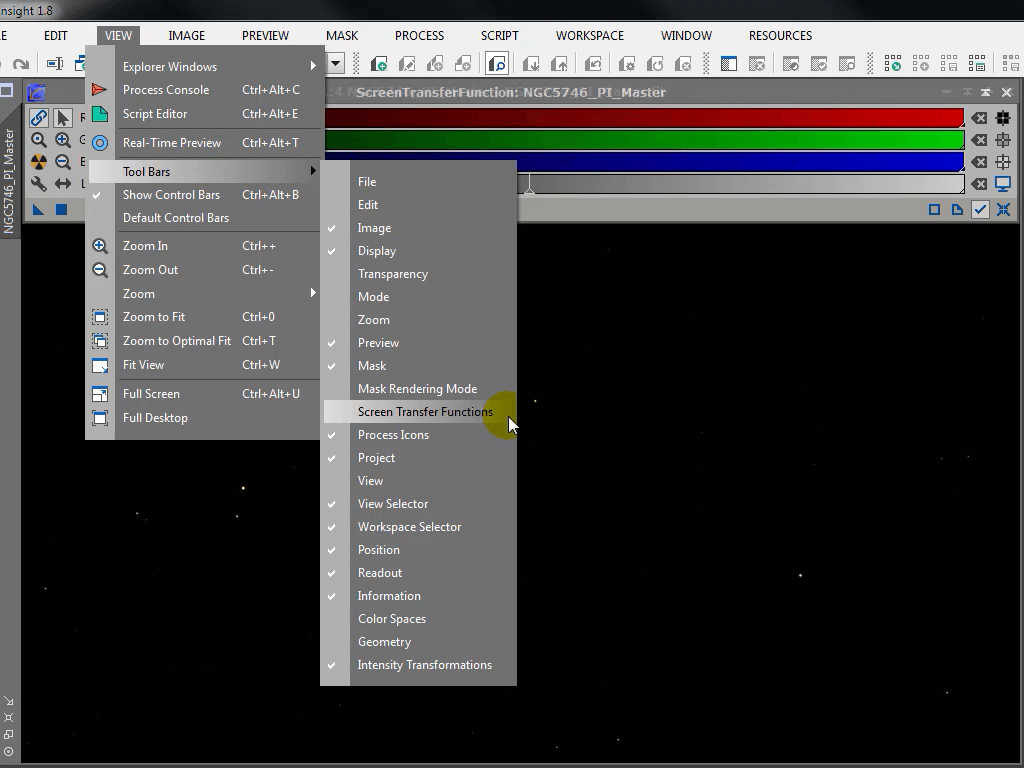 nsight 1.8
E EDIT VIEW IMAGE PREVIEW MASK PROCESS SCRIPT WORKSPACE WINDOW RESOURCES
ScreenTransferFunction: NGC5746_PI_Master
NGC5746_PI_Master
Explorer Windows
Process Console Ctrl+Alt+C
Script Editor Ctrl+Alt+E
Real-Time Preview Ctrl+Alt+T
Tool Bars
Show Control Bars Ctrl+Alt+B
Default Control Bars
Zoom In Ctrl++
Zoom Out Ctrl+-
Zoom
Zoom to Fit Ctrl+0
Zoom to Optimal Fit Ctrl+T
Fit View Ctrl+W
Full Screen Ctrl+Alt+U
Full Desktop
File
Edit
Image
Display
Transparency
Mode
Zoom
Preview
Mask
Mask Rendering Mode
Screen Transfer Functions
Process Icons
Project
View
View Selector
Workspace Selector
Position
Readout
Information
Color Spaces
Geometry
Intensity Transformations